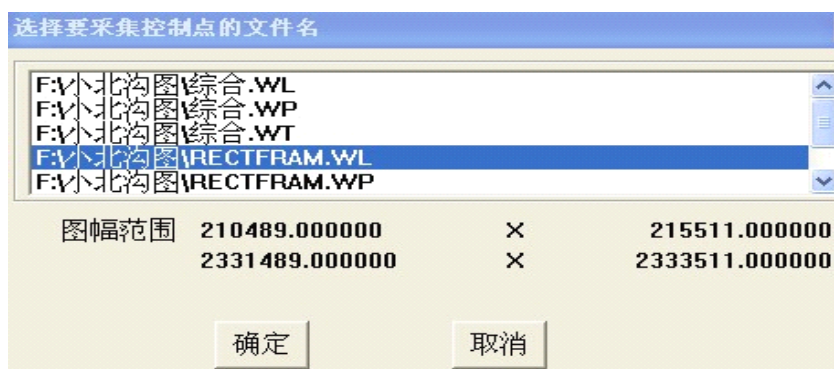 选择要采集控制点的文件名
F:\小北沟图\综合.WL
F:\小北沟图\综合.WP
F:\小北沟图\综合.WT
F:\小北沟图\RECTFRAM.WL
F:\小北沟图\RECTFRAM.WP
图幅范围 210489.000000 × 215511.000000
2331489.000000 × 2333511.000000
确定 取消